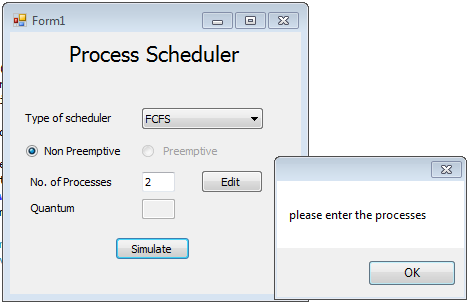 Form1
Process Scheduler
Type of scheduler FCFS
Non Preemptive Preemptive
No. of Processes 2 Edit
Quantum
Simulate
please enter the processes
OK